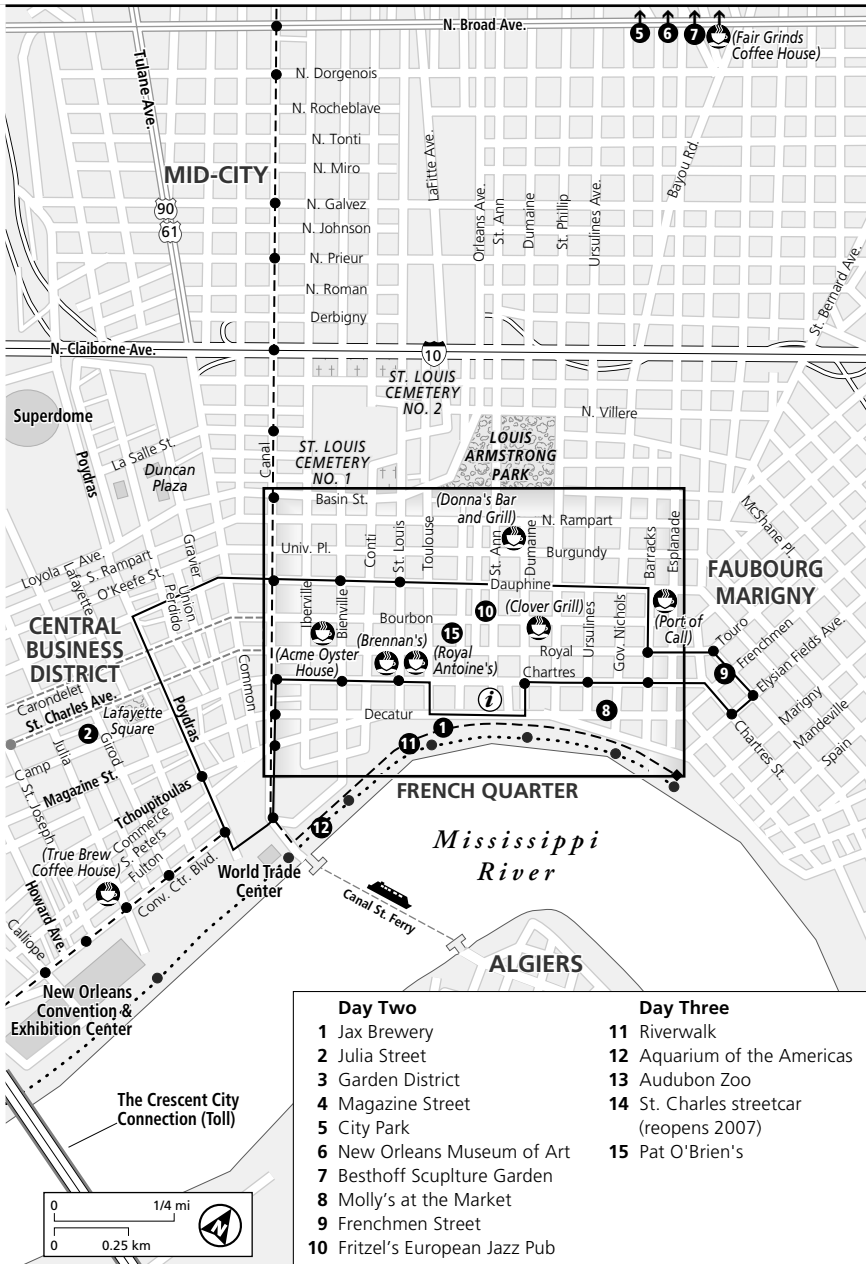 N. Broad Ave.
5
6
7
(Fair Grinds
Coffee House)
Tulane Ave.
N. Dorgenois
N. Rocheblave
N. Tonti
MID-CITY
N. Miro
LaFitte Ave.
Bayou Rd.
90
61
N. Galvez
N. Johnson
N. Prieur
N. Roman
Derbigny
Orleans Ave.
St. Ann
Dumaine
St. Phillip
Ursulines Ave.
St. Bernard Ave.
N. Claiborne Ave.
10
ST. LOUIS
CEMETERY
NO. 2
N. Villere
Superdome
Poydras
La Salle St.
Duncan
Plaza
Canal
ST. LOUIS
CEMETERY
NO. 1
LOUIS
ARMSTRONG
PARK
Basin St.
(Donna's Bar
and Grill)
N. Rampart
McShane Pl.
Loyola Ave.
Lafayette
S. Rampart
O'Keefe St.
Gravier
Union
Perdido
Univ. Pl.
Conti
St. Louis
Toulouse
St. Ann
Dumaine
Burgundy
Barracks
Esplanade
Dauphine
FAUBOURG
MARIGNY
CENTRAL
BUSINESS
DISTRICT
Iberville
Bienville
Bourbon
10
(Clover Grill)
Ursulines
Gov. Nichols
(Port of
Call)
Touro
Frenchmen
Elysian Fields Ave.
9
(Acme Oyster
House)
(Brennan's)
15
(Royal
Antoine's)
Royal
Chartres
Common
Carondelet
St. Charles Ave.
Lafayette
Square
2
Poydras
Decatur
i
8
Marigny
Mandeville
Spain
Chartres St.
Julia
Girod
Camp
Magazine St.
St. Joseph
Tchoupitoulas
11
1
FRENCH QUARTER
Commerce
S. Peters
Fulton
(True Brew
Coffee House)
12
Mississippi
River
World Trade
Center
Conv. Ctr. Blvd.
Howard Ave.
Calliope
Canal St. Ferry
ALGIERS
New Orleans
Convention &
Exhibition Center
The Crescent City
Connection (Toll)
0 1/4 mi
0 0.25 km
N
Day Two
1 Jax Brewery
2 Julia Street
3 Garden District
4 Magazine Street
5 City Park
6 New Orleans Museum of Art
7 Besthoff Scuplture Garden
8 Molly's at the Market
9 Frenchmen Street
10 Fritzel's European Jazz Pub
Day Three
11 Riverwalk
12 Aquarium of the Americas
13 Audubon Zoo
14 St. Charles streetcar
(reopens 2007)
15 Pat O'Brien's